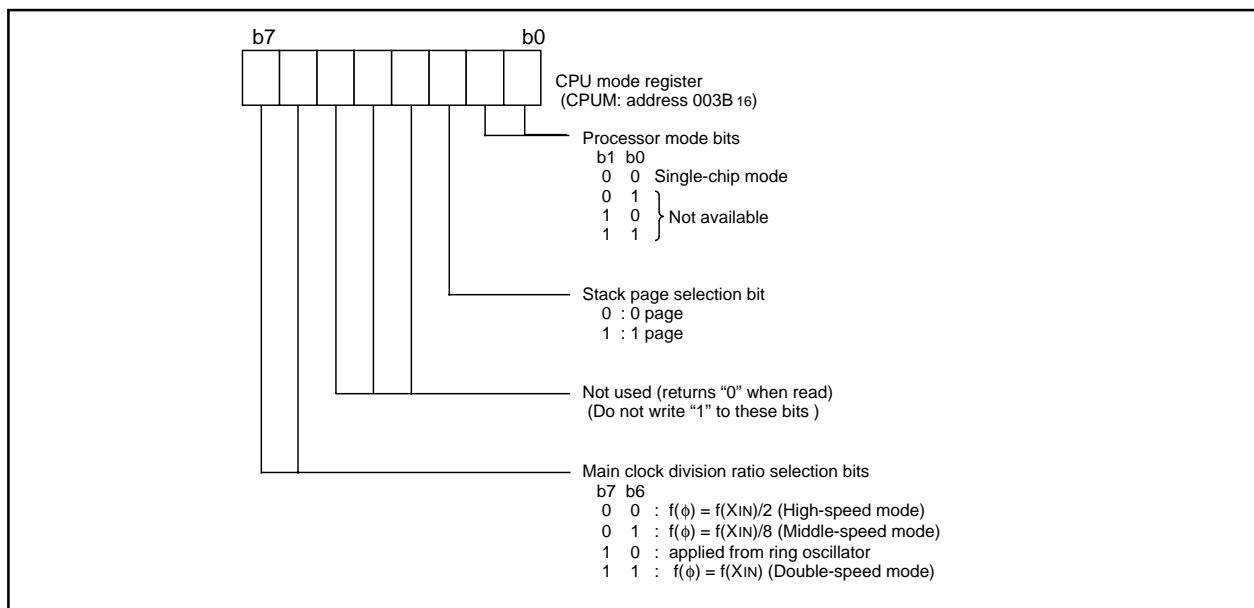 b7 b0
CPU mode register
(CPUM: address 003B 16)
Processor mode bits
b1 b0
0 0 Single-chip mode
0 1
1 0 Not available
1 1
Stack page selection bit
0 : 0 page
1 : 1 page
Not used (returns “0” when read)
(Do not write “1” to these bits )
Main clock division ratio selection bits
b7 b6
0 0 : f(ϕ) = f(XIN)/2 (High-speed mode)
0 1 : f(ϕ) = f(XIN)/8 (Middle-speed mode)
1 0 : applied from ring oscillator
1 1 : f(ϕ) = f(XIN) (Double-speed mode)